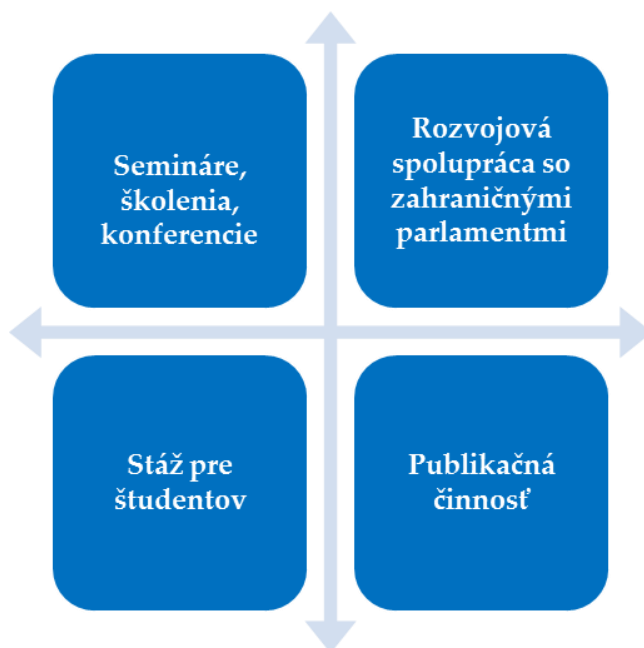 Semináre,
školenia,
konferencie
Rozvojová
spolupráca so
zahraničnými
parlamentmi
Stáž pre
študentov
Publikačná
činnosť